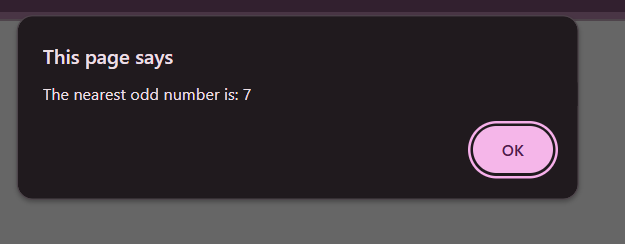 This page says
The nearest odd number is: 7
OK